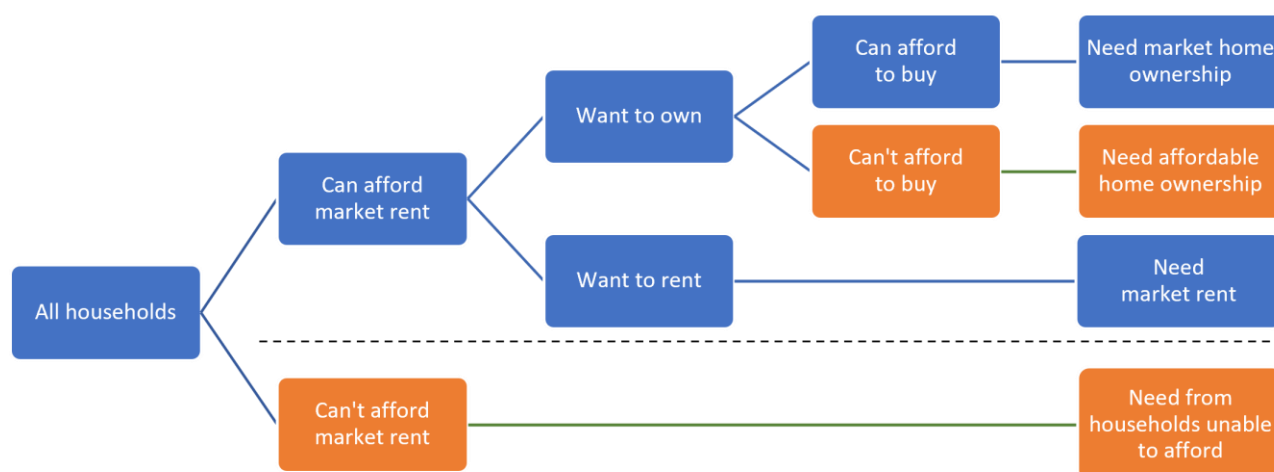 Can afford
to buy
Need market home
ownership
Want to own
Can't afford
to buy
Need affordable
home ownership
Can afford
market rent
Want to rent
Need
market rent
All households
Can't afford
market rent
Need from
households unable
to afford